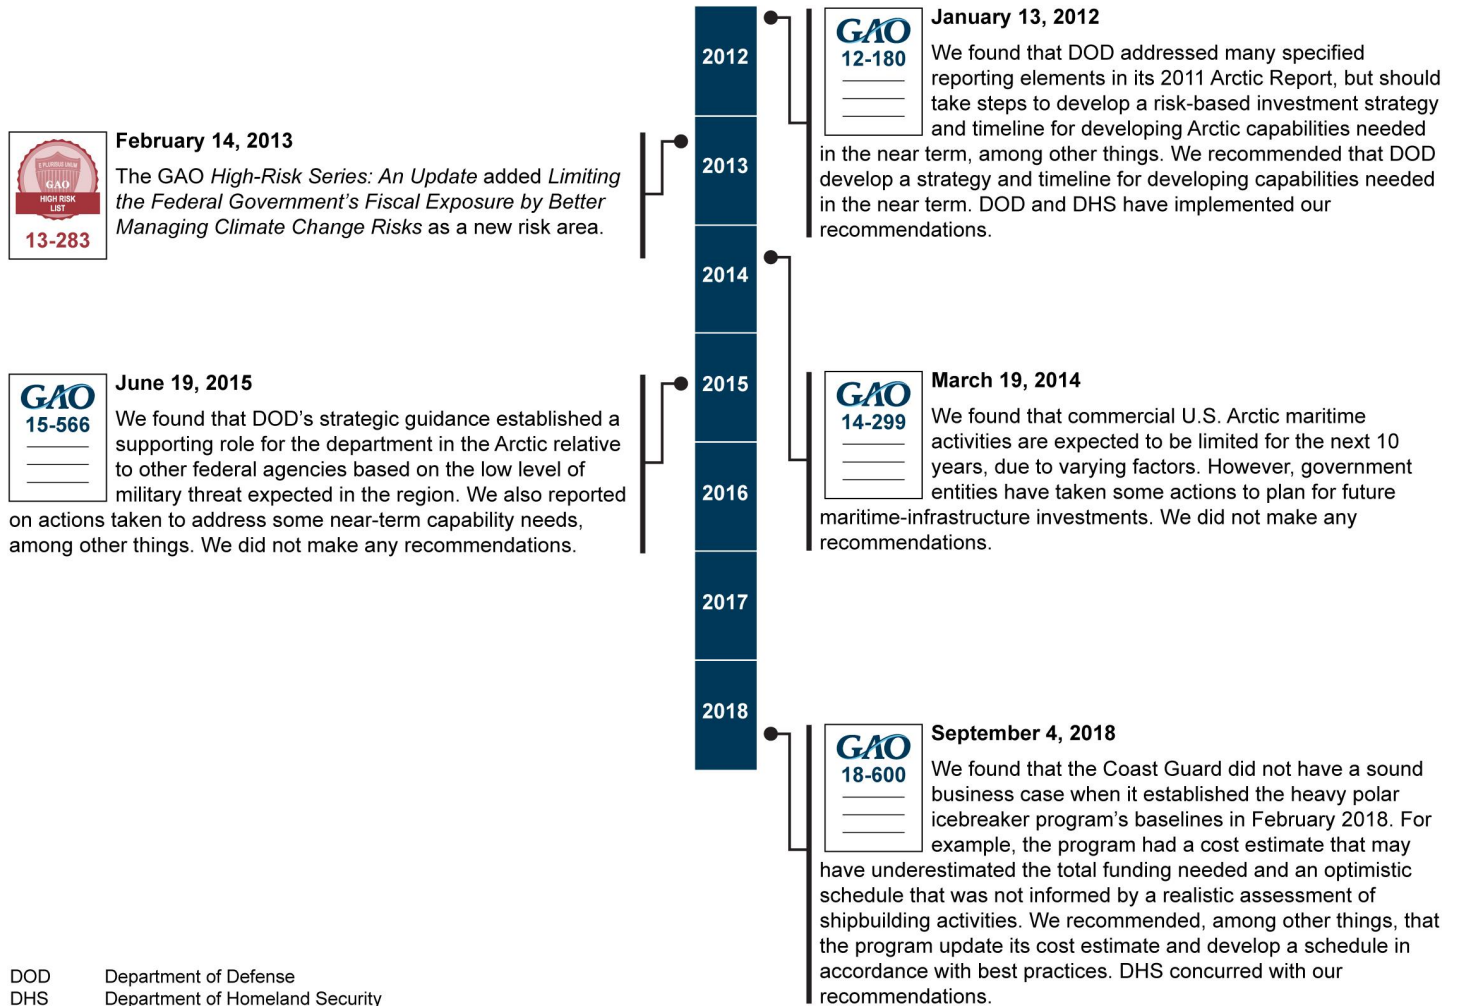 2012
2013
2014
2015
2016
2017
2018
GAO
12-180
January 13, 2012
We found that DOD addressed many specified
reporting elements in its 2011 Arctic Report, but should
take steps to develop a risk-based investment strategy
and timeline for developing Arctic capabilities needed
in the near term, among other things. We recommended that DOD
develop a strategy and timeline for developing capabilities needed
in the near term. DOD and DHS have implemented our
recommendations.
E PLURIBUS UNUM
GAO
HIGH RISK
LIST
13-283
February 14, 2013
The GAO High-Risk Series: An Update added Limiting
the Federal Government’s Fiscal Exposure by Better
Managing Climate Change Risks as a new risk area.
GAO
14-299
March 19, 2014
We found that commercial U.S. Arctic maritime
activities are expected to be limited for the next 10
years, due to varying factors. However, government
entities have taken some actions to plan for future
maritime-infrastructure investments. We did not make any
recommendations.
GAO
15-566
June 19, 2015
We found that DOD’s strategic guidance established a
supporting role for the department in the Arctic relative
to other federal agencies based on the low level of
military threat expected in the region. We also reported
on actions taken to address some near-term capability needs,
among other things. We did not make any recommendations.
GAO
18-600
September 4, 2018
We found that the Coast Guard did not have a sound
business case when it established the heavy polar
icebreaker program’s baselines in February 2018. For
example, the program had a cost estimate that may
have underestimated the total funding needed and an optimistic
schedule that was not informed by a realistic assessment of
shipbuilding activities. We recommended, among other things, that
the program update its cost estimate and develop a schedule in
accordance with best practices. DHS concurred with our
recommendations.
DOD Department of Defense
DHS Department of Homeland Security